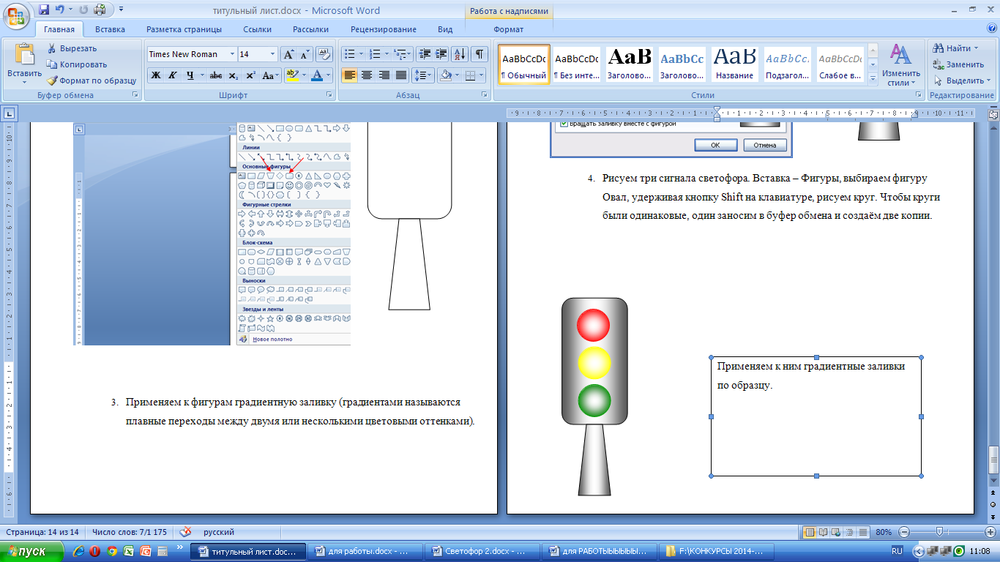 титульный лист.docx - Microsoft Word
Работа с надписями
Главная Вставка Разметка страницы Ссылки Рассылки Рецензирование Вид Формат
Вставить
Вырезать
Копировать
Формат по образцу
Буфер обмена
Times New Roman 14
Ж К Ч abc x₂ x² Aa
Шрифт
Абзац
AaBbCcDc AaBbCcDc AaB AaBbCc AaB AaBbCc. AaBbCcDc
¶ Обычный ¶ Без инте... Заголово... Заголово... Название Подзагол... Слабое в...
Стили
Изменить стили
Найти
Заменить
Выделить
Редактирование
Линии
Основные фигуры
Фигурные стрелки
Блок-схема
Выноски
Звезды и ленты
Новое полотно
3. Применяем к фигурам градиентную заливку (градиентами называются
плавные переходы между двумя или несколькими цветовыми оттенками).
Вращать заливку вместе с фигурой
ОК Отмена
4. Рисуем три сигнала светофора. Вставка – Фигуры, выбираем фигуру
Овал, удерживая кнопку Shift на клавиатуре, рисуем круг. Чтобы круги
были одинаковые, один заносим в буфер обмена и создаём две копии.
Применяем к ним градиентные заливки
по образцу.
Страница: 14 из 14 Число слов: 7/1 175 русский 80%
пуск титульный лист.doc... для работы.docx - ... Светофор 2.docx - ... для РАБОТЫЫЫЫЫ... F:\КОНКУРСЫ 2014-... RU 11:08